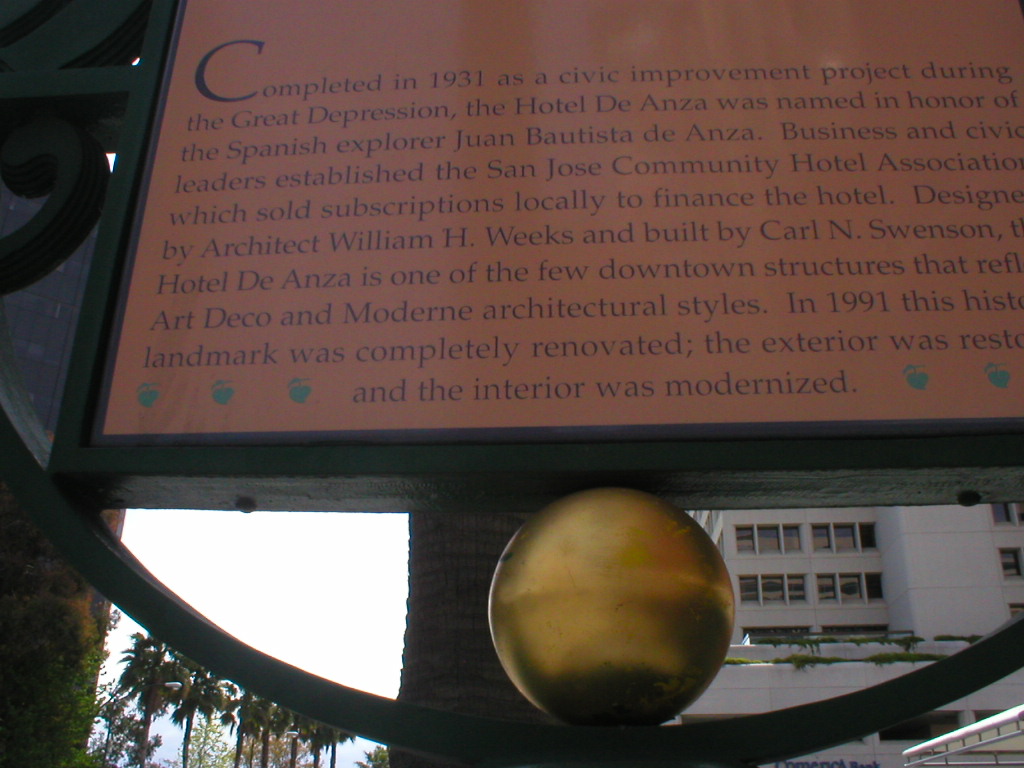 Completed in 1931 as a civic improvement project during
the Great Depression, the Hotel De Anza was named in honor of
the Spanish explorer Juan Bautista de Anza. Business and civic
leaders established the San Jose Community Hotel Association
which sold subscriptions locally to finance the hotel. Designe
by Architect William H. Weeks and built by Carl N. Swenson, th
Hotel De Anza is one of the few downtown structures that refl
Art Deco and Moderne architectural styles. In 1991 this histo
landmark was completely renovated; the exterior was resto
and the interior was modernized.
Bank